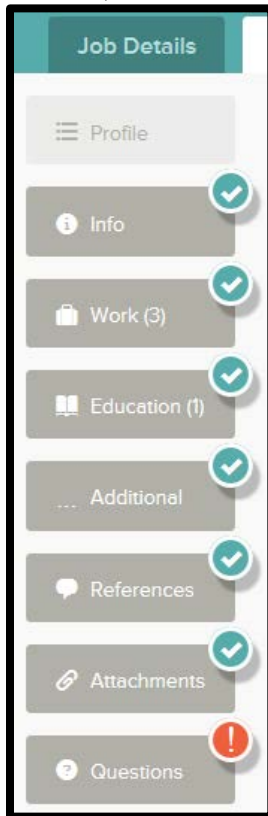 Job Details
Profile
Info
Work (3)
Education (1)
... Additional
References
Attachments
Questions